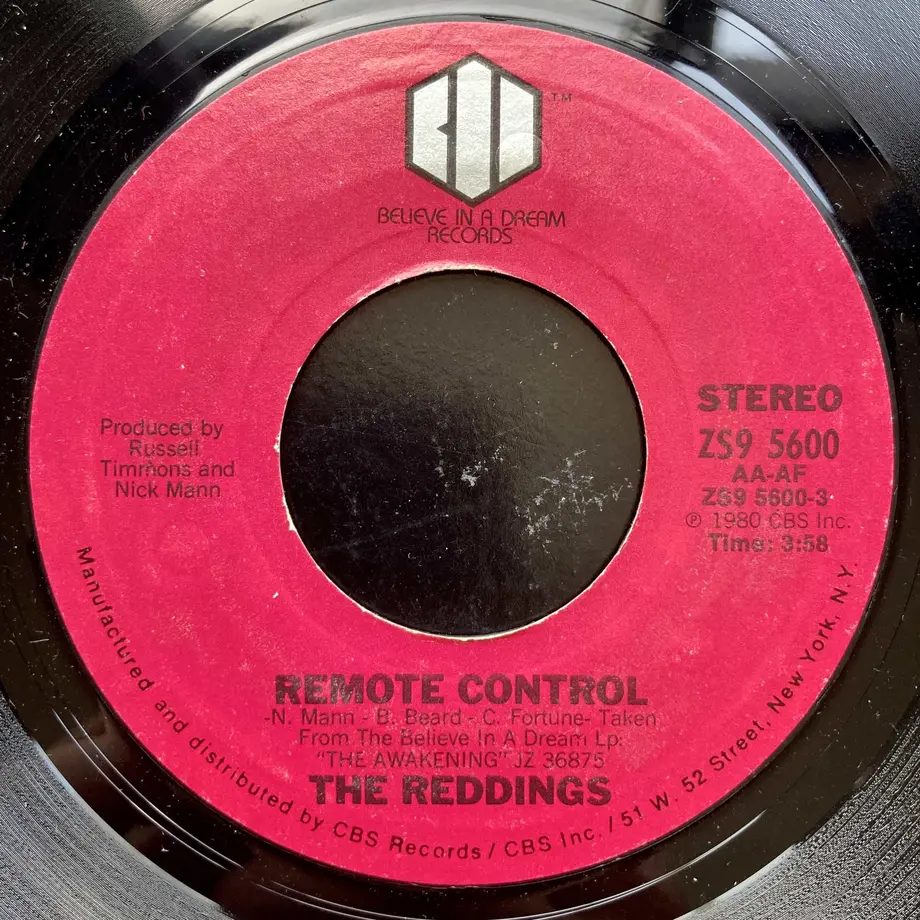 BID
TM
BELIEVE IN A DREAM
RECORDS
Produced by
Russell
Timmons and
Nick Mann
STEREO
ZS9 5600
AA-AF
ZS9 5600-3
℗ 1980 CBS Inc.
Time: 3:58
REMOTE CONTROL
-N. Mann - B. Beard - C. Fortune- Taken
From The Believe In A Dream Lp:
"THE AWAKENING" JZ 36875
THE REDDINGS
Manufactured and distributed by CBS Records / CBS Inc. / 51 W. 52 Street, New York, N.Y.